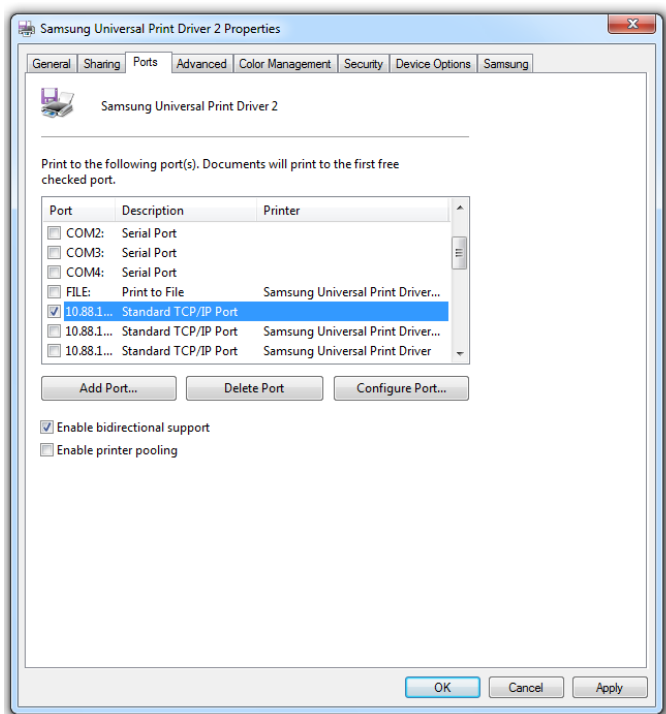 Samsung Universal Print Driver 2 Properties
General Sharing Ports Advanced Color Management Security Device Options Samsung
Samsung Universal Print Driver 2
Print to the following port(s). Documents will print to the first free
checked port.
Port Description Printer
COM2: Serial Port
COM3: Serial Port
COM4: Serial Port
FILE: Print to File Samsung Universal Print Driver...
10.88.1... Standard TCP/IP Port
10.88.1... Standard TCP/IP Port Samsung Universal Print Driver...
10.88.1... Standard TCP/IP Port Samsung Universal Print Driver
Add Port... Delete Port Configure Port...
Enable bidirectional support
Enable printer pooling
OK Cancel Apply